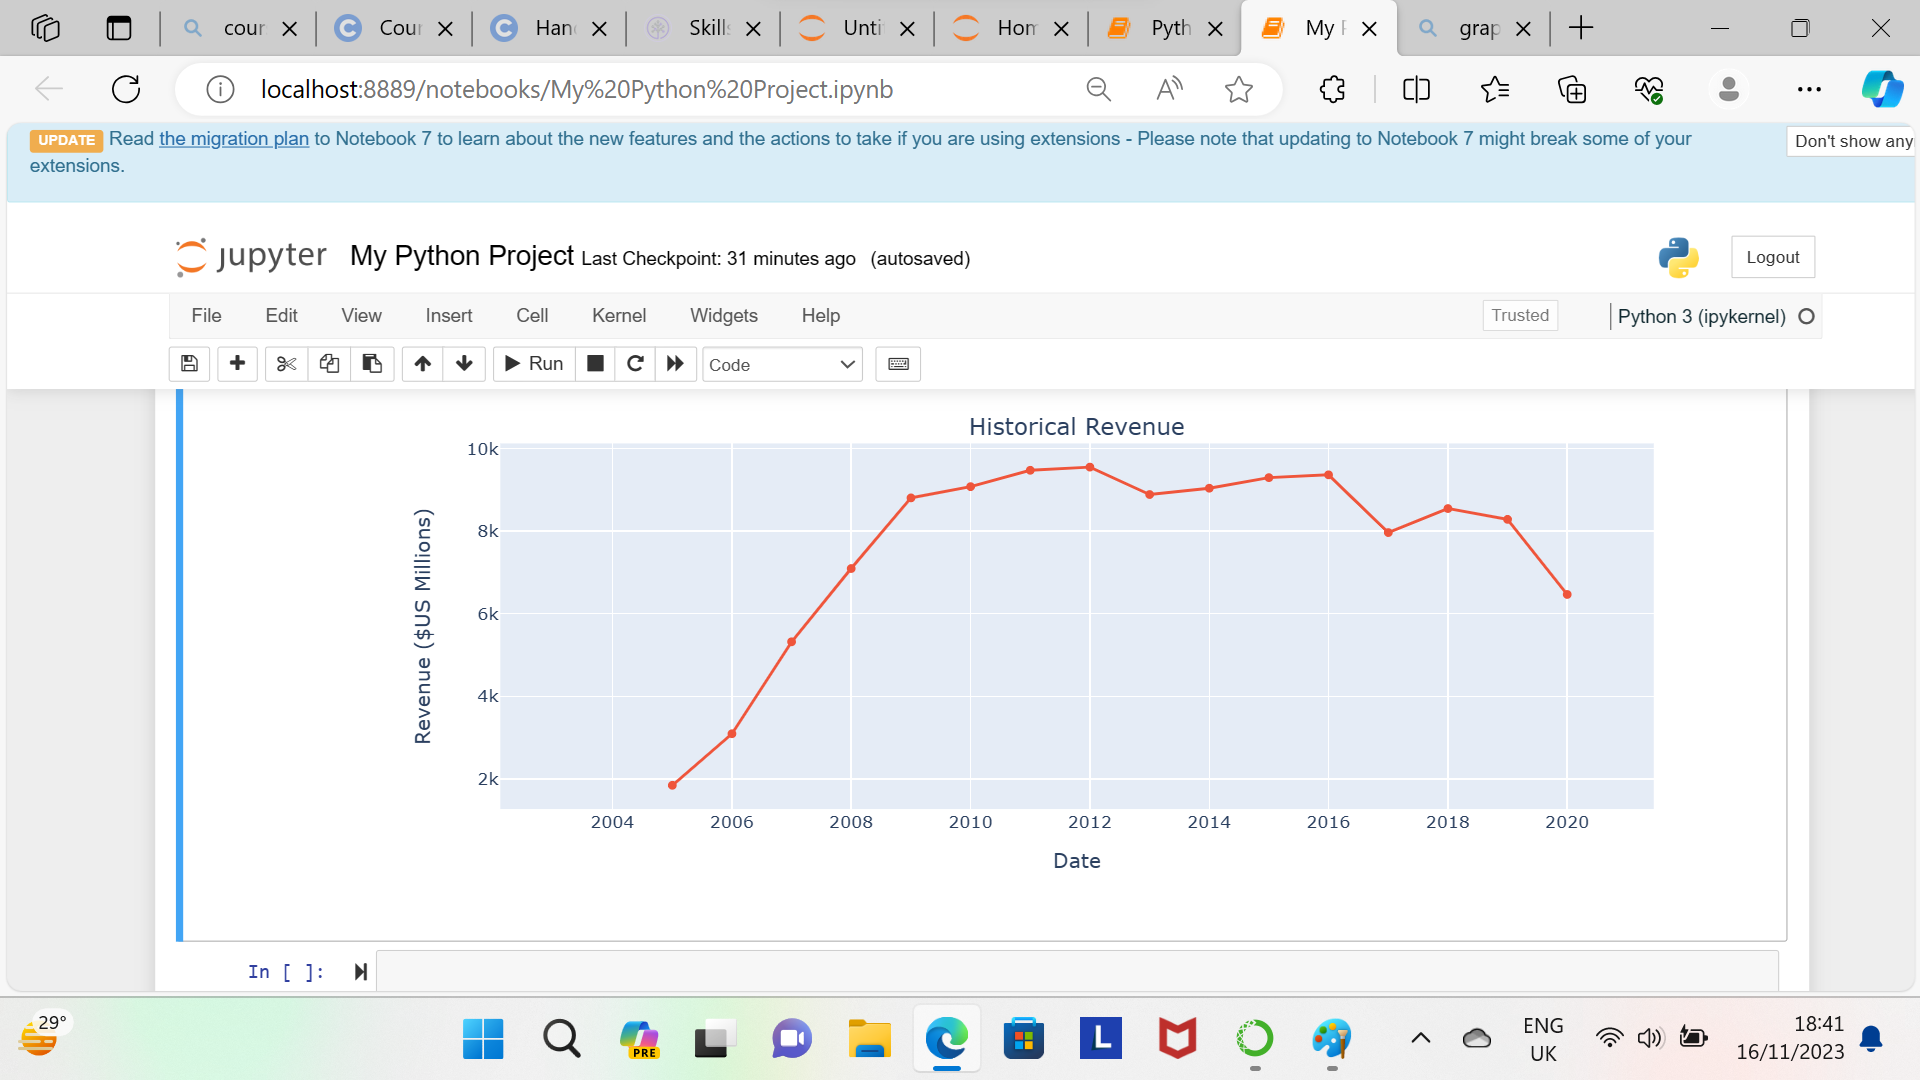 cour Cour Han Skills Unti Hom Pyth My P grap
localhost:8889/notebooks/My%20Python%20Project.ipynb
UPDATE Read the migration plan to Notebook 7 to learn about the new features and the actions to take if you are using extensions - Please note that updating to Notebook 7 might break some of your
extensions.
Don't show any
jupyter My Python Project Last Checkpoint: 31 minutes ago (autosaved)
Logout
File Edit View Insert Cell Kernel Widgets Help
Trusted
Python 3 (ipykernel)
Run
Code
Historical Revenue
Revenue ($US Millions)
10k
8k
6k
4k
2k
2004 2006 2008 2010 2012 2014 2016 2018 2020
Date
In [ ]:
29°
PRE
L
ENG
UK
18:41
16/11/2023